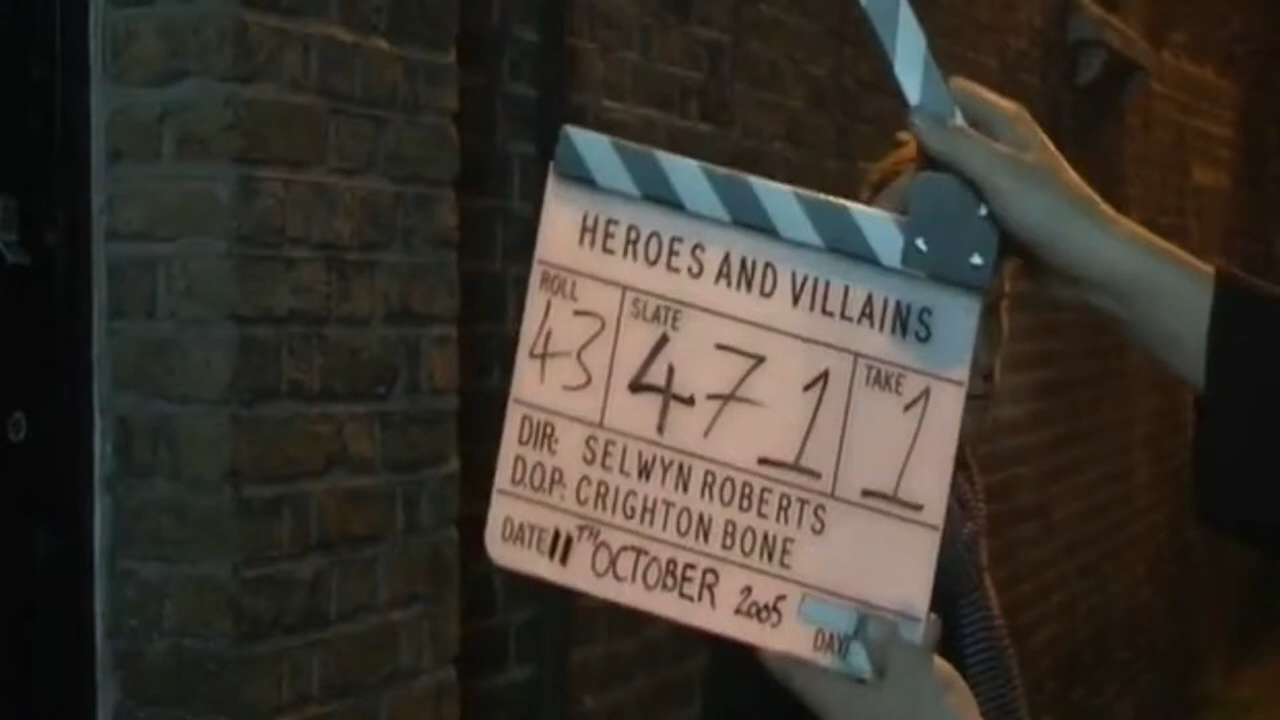 HEROES AND VILLAINS
ROLL SLATE TAKE
43 471 1
DIR: SELWYN ROBERTS
D.O.P: CRIGHTON BONE
DATE 11TH OCTOBER 2005
DAY